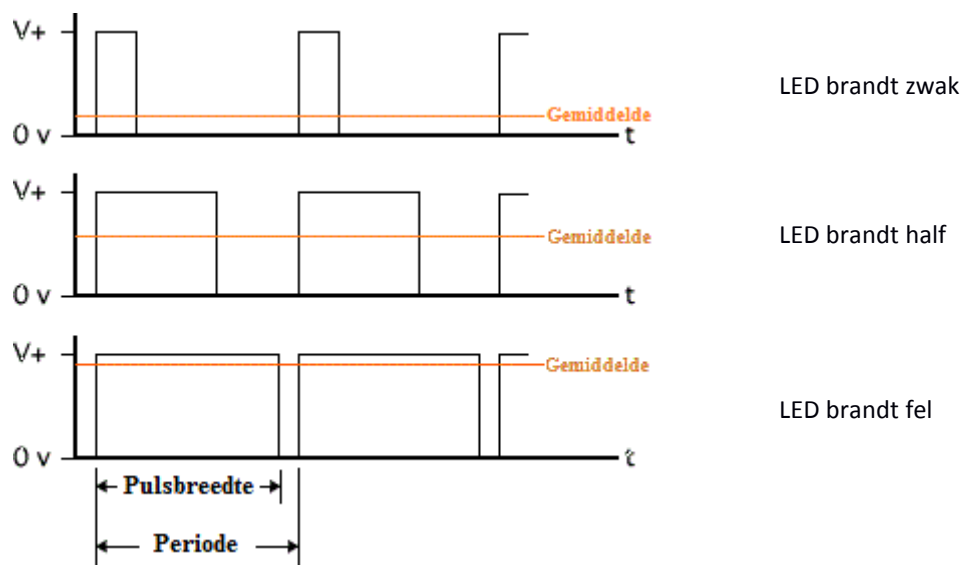 V+
LED brandt zwak
Gemiddelde
0 v
t
V+
Gemiddelde
LED brandt half
0 v
t
V+
Gemiddelde
LED brandt fel
0 v
t
Pulsbreedte
Periode